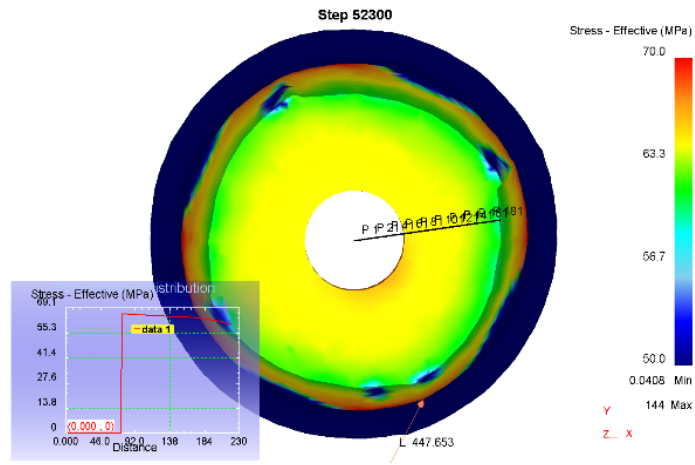 Step 52300
Stress - Effective (MPa)
70.0
63.3
56.7
50.0
0.0408 Min
144 Max
Y
Z X
P 1
L 447.653
istribution
Stress - Effective (MPa)
69.1
55.3
41.4
27.6
13.8
0
data 1
(0.000 , 0)
0.000 46.0 92.0 138 184 230
Distance